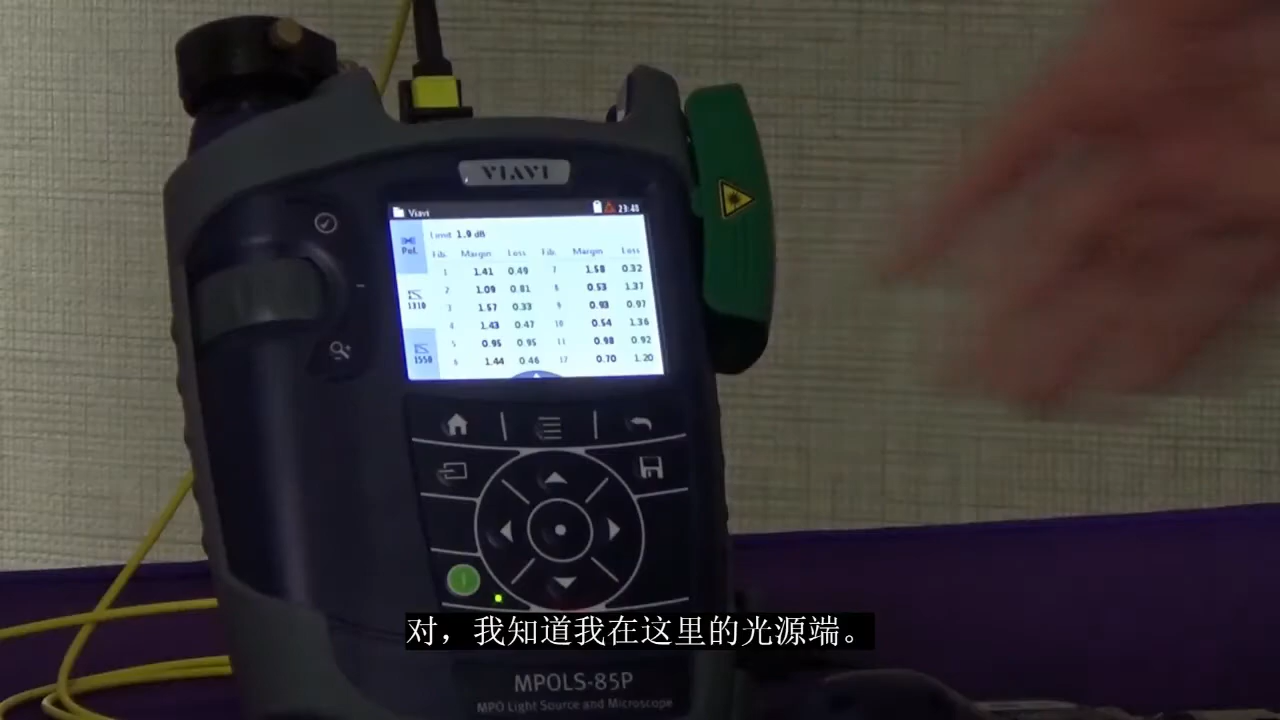 VIAVI
Viavi 23:48
Limit 1.9 dB
Pol.
Fib. Margin Loss Fib. Margin Loss
1 1.41 0.49 7 1.58 0.32
2 1.09 0.81 8 0.53 1.37
1310
3 1.57 0.33 9 0.93 0.97
4 1.43 0.47 10 0.54 1.36
5 0.95 0.95 11 0.98 0.92
1550
6 1.44 0.46 12 0.70 1.20
对，我知道我在这里的光源端。
MPOLS-85P
MPO Light Source and Microscope